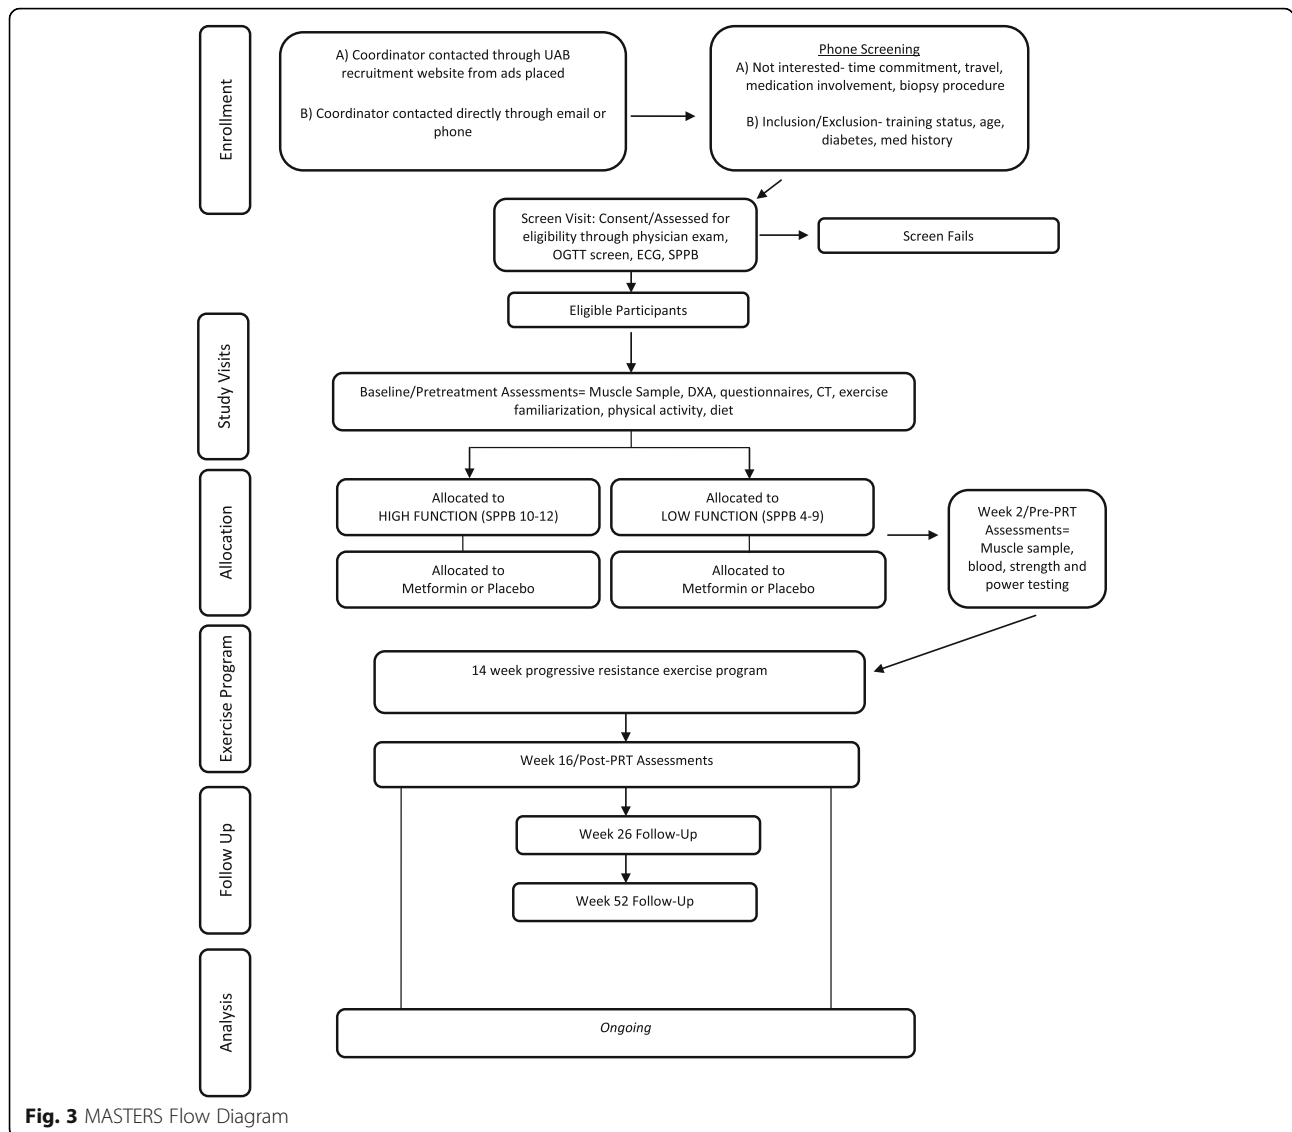 Enrollment
A) Coordinator contacted through UAB
recruitment website from ads placed
B) Coordinator contacted directly through email or
phone
Phone Screening
A) Not interested- time commitment, travel,
medication involvement, biopsy procedure
B) Inclusion/Exclusion- training status, age,
diabetes, med history
Screen Visit: Consent/Assessed for
eligibility through physician exam,
OGTT screen, ECG, SPPB
Screen Fails
Eligible Participants
Study Visits
Baseline/Pretreatment Assessments= Muscle Sample, DXA, questionnaires, CT, exercise
familiarization, physical activity, diet
Allocation
Allocated to
HIGH FUNCTION (SPPB 10-12)
Allocated to
LOW FUNCTION (SPPB 4-9)
Allocated to
Metformin or Placebo
Allocated to
Metformin or Placebo
Week 2/Pre-PRT
Assessments=
Muscle sample,
blood, strength and
power testing
Exercise Program
14 week progressive resistance exercise program
Week 16/Post-PRT Assessments
Follow Up
Week 26 Follow-Up
Week 52 Follow-Up
Analysis
Ongoing
Fig. 3 MASTERS Flow Diagram